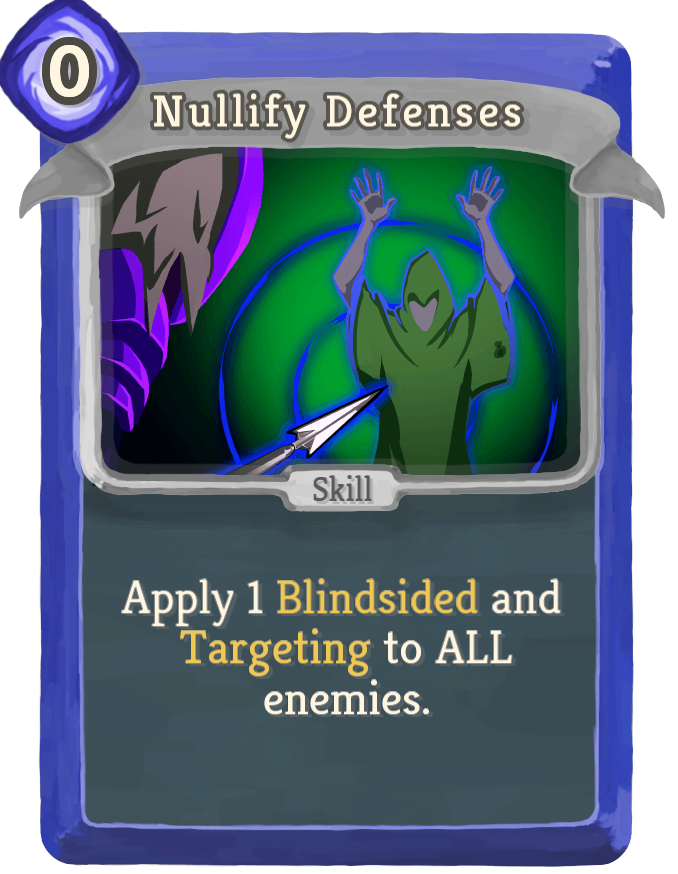 0
Nullify Defenses
Skill
Apply 1 Blindsided and
Targeting to ALL
enemies.